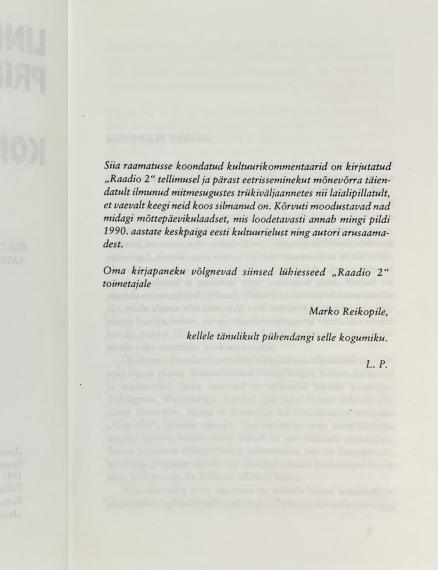 Siia raamatusse koondatud kultuurikommentaarid on kirjutatud
„Raadio 2“ tellimusel ja pärast eetrisseminekut mõnevõrra täien-
datult ilmunud mitmesugustes trükiväljaannetes nii laialipillatult,
et vaevalt keegi neid koos silmanud on. Kõrvuti moodustavad nad
midagi mõttepäevikulaadset, mis loodetavasti annab mingi pildi
1990. aastate keskpaiga eesti kultuurielust ning autori arusaama-
dest.
Oma kirjapaneku võlgnevad siinsed lühiesseed „Raadio 2“
toimetajale
Marko Reikopile,
kellele tänulikult pühendangi selle kogumiku.
L. P.